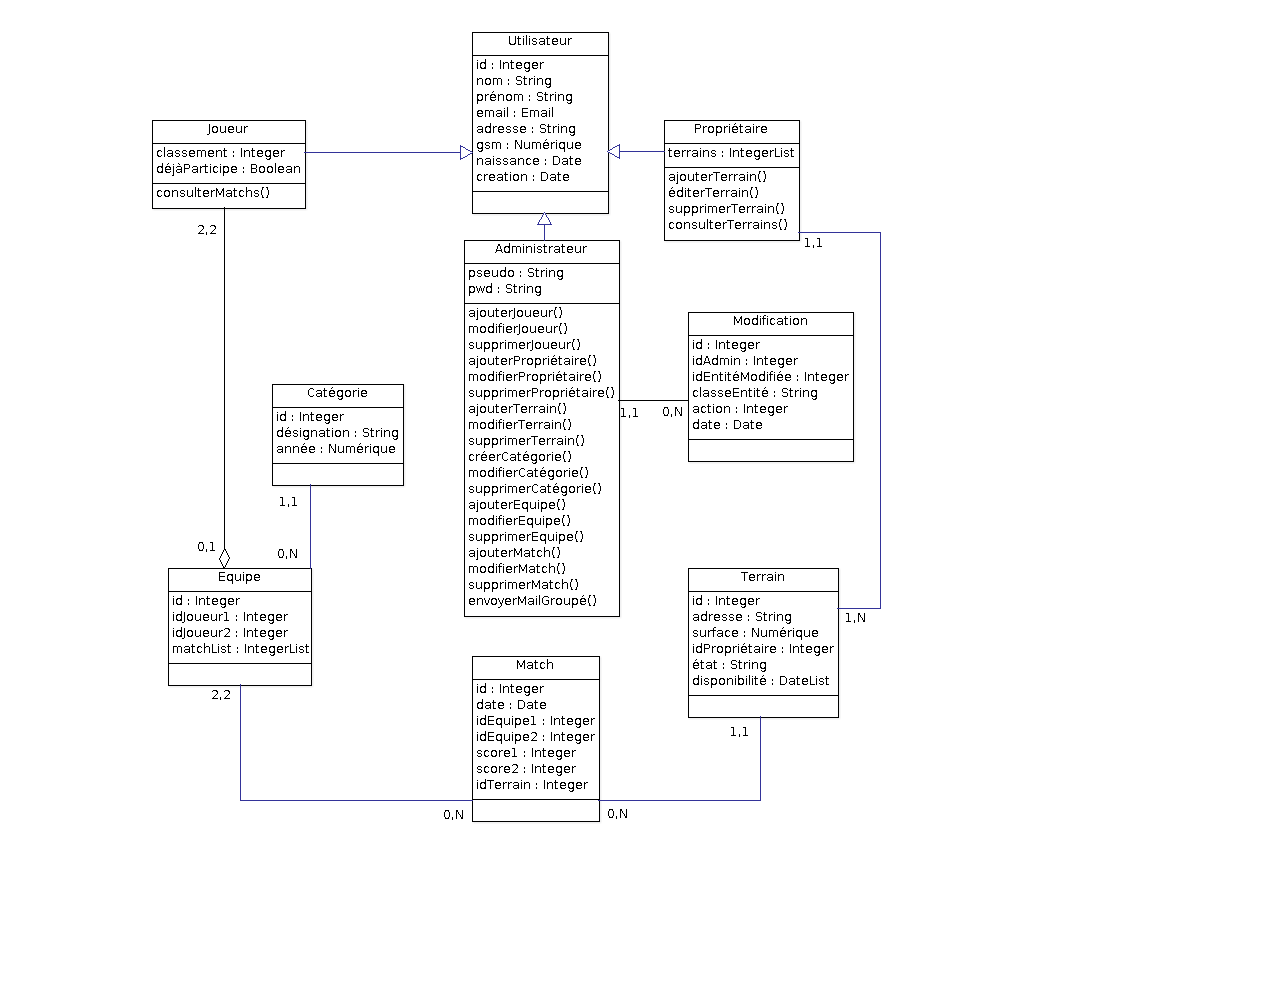 Utilisateur
id : Integer
nom : String
prénom : String
email : Email
adresse : String
gsm : Numérique
naissance : Date
creation : Date
Joueur
classement : Integer
déjàParticipe : Boolean
consulterMatchs()
2,2
Propriétaire
terrains : IntegerList
ajouterTerrain()
éditerTerrain()
supprimerTerrain()
consulterTerrains()
1,1
Administrateur
pseudo : String
pwd : String
ajouterJoueur()
modifierJoueur()
supprimerJoueur()
ajouterPropriétaire()
modifierPropriétaire()
supprimerPropriétaire()
ajouterTerrain()
modifierTerrain()
supprimerTerrain()
créerCatégorie()
modifierCatégorie()
supprimerCatégorie()
ajouterEquipe()
modifierEquipe()
supprimerEquipe()
ajouterMatch()
modifierMatch()
supprimerMatch()
envoyerMailGroupé()
1,1
0,N
Modification
id : Integer
idAdmin : Integer
idEntitéModifiée : Integer
classeEntité : String
action : Integer
date : Date
Catégorie
id : Integer
désignation : String
année : Numérique
1,1
0,N
0,1
Equipe
id : Integer
idJoueur1 : Integer
idJoueur2 : Integer
matchList : IntegerList
2,2
Terrain
id : Integer
adresse : String
surface : Numérique
idPropriétaire : Integer
état : String
disponibilité : DateList
1,N
1,1
Match
id : Integer
date : Date
idEquipe1 : Integer
idEquipe2 : Integer
score1 : Integer
score2 : Integer
idTerrain : Integer
0,N
0,N